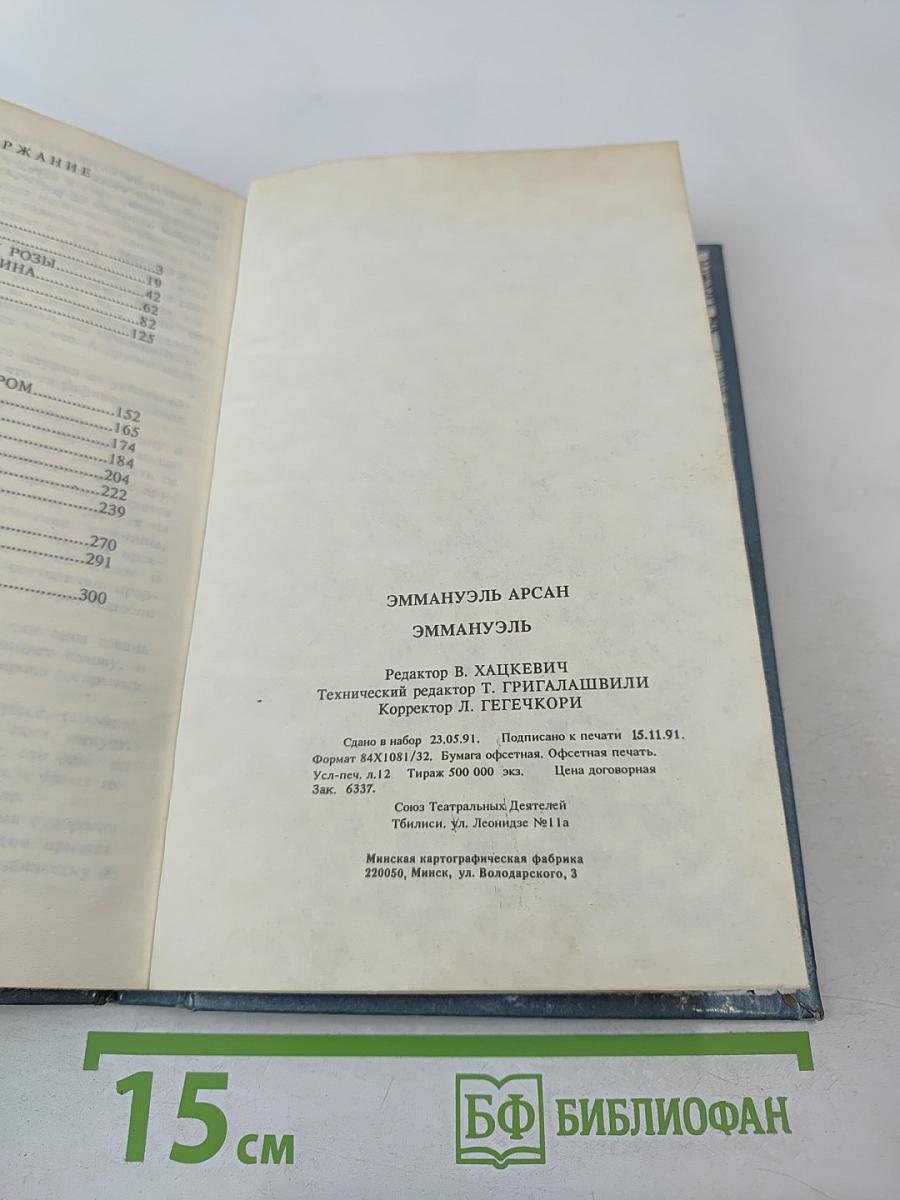 РЖАНИЕ
3
РОЗЫ 19
ИНА 42
62
82
125
РОМ 152
165
174
184
204
222
239
270
291
300
ЭММАНУЭЛЬ АРСАН
ЭММАНУЭЛЬ
Редактор В. ХАЦКЕВИЧ
Технический редактор Т. ГРИГАЛАШВИЛИ
Корректор Л. ГЕГЕЧКОРИ
Сдано в набор 23.05.91. Подписано к печати 15.11.91.
Формат 84X1081/32. Бумага офсетная. Офсетная печать.
Усл-печ. л.12 Тираж 500 000 экз. Цена договорная
Зак. 6337.
Союз Театральных Деятелей
Тбилиси. ул. Леонидзе №11а
Минская картографическая фабрика
220050, Минск, ул. Володарского, 3
15 см
БФ БИБЛИОФАН